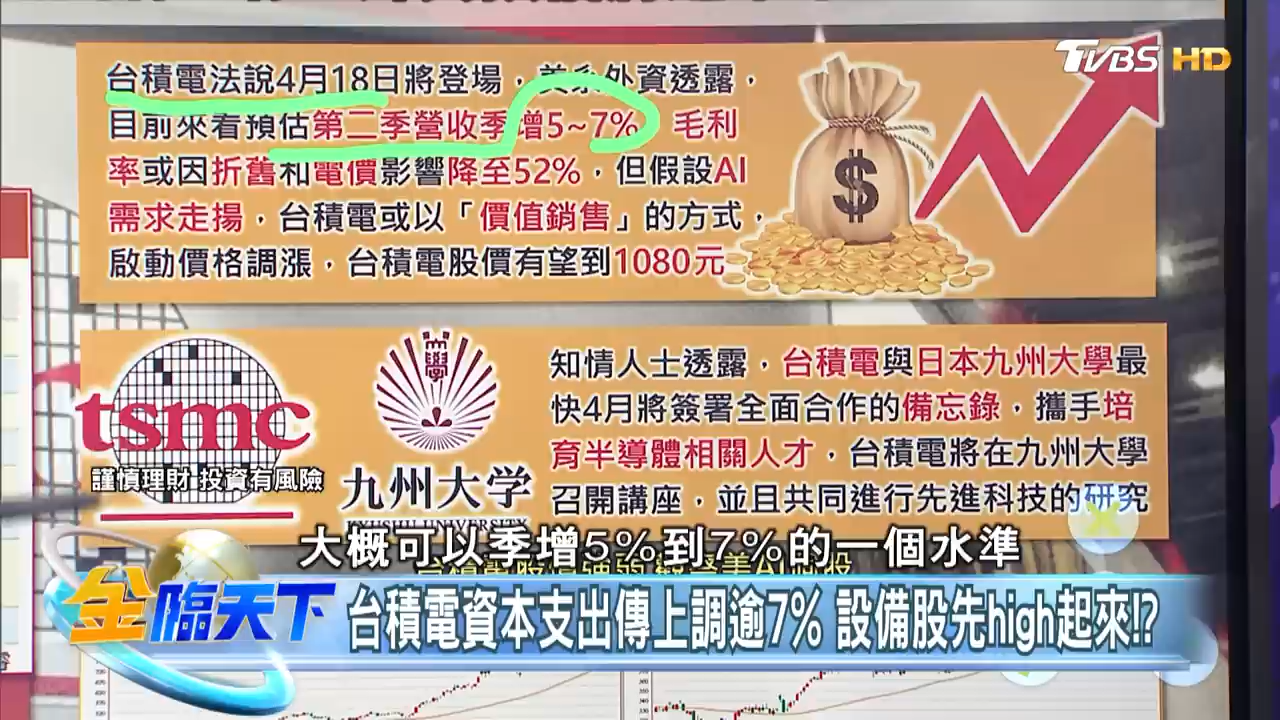 TVBS HD
台積電法說4月18日將登場，美系外資透露，
目前來看預估第二季營收季增5~7% 毛利
率或因折舊和電價影響降至52%，但假設AI
需求走揚，台積電或以「價值銷售」的方式，
啟動價格調漲，台積電股價有望到1080元
$
tsmc
謹慎理財 投資有風險
九州大学
KYUSHU UNIVERSITY
知情人士透露，台積電與日本九州大學最
快4月將簽署全面合作的備忘錄，攜手培
育半導體相關人才，台積電將在九州大學
召開講座，並且共同進行先進科技的研究
大概可以季增5%到7%的一個水準
金臨天下
台積電資本支出傳上調逾7% 設備股先high起來!?